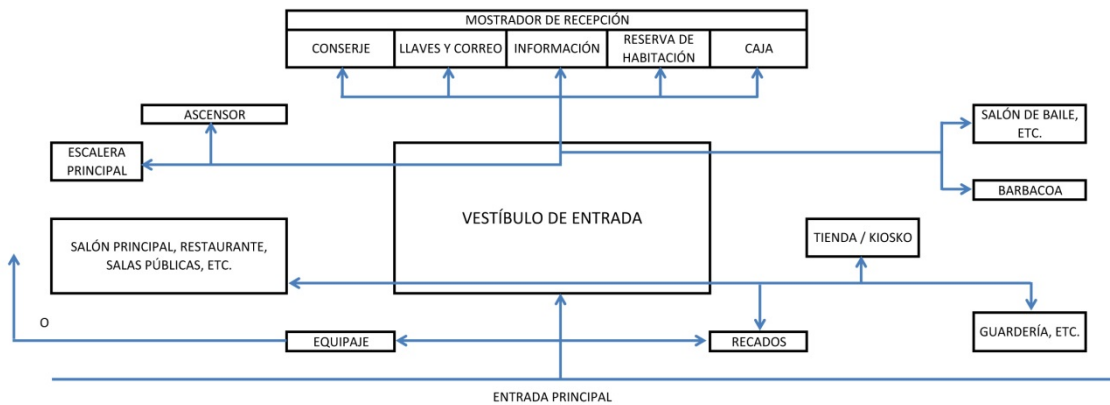 MOSTRADOR DE RECEPCIÓN
CONSERJE
LLAVES Y CORREO
INFORMACIÓN
RESERVA DE
HABITACIÓN
CAJA
ASCENSOR
SALÓN DE BAILE,
ETC.
ESCALERA
PRINCIPAL
BARBACOA
VESTÍBULO DE ENTRADA
SALÓN PRINCIPAL, RESTAURANTE,
SALAS PÚBLICAS, ETC.
TIENDA / KIOSKO
O
EQUIPAJE
RECADOS
GUARDERÍA, ETC.
ENTRADA PRINCIPAL